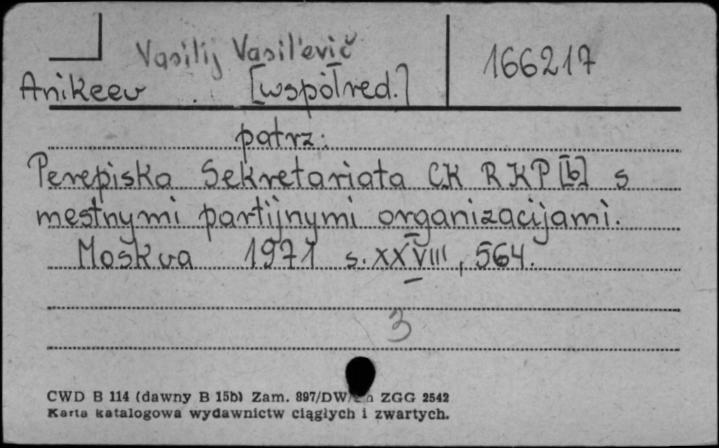 Vasilij Vasil'evič
166217
Anikeev [współred.]
patrz:
Perepiska Sekretariata CK RKP[b] s
mestnymi partijnymi organizacijami.
Moskva 1971 s. XXVIII, 564.
3
CWD B 114 (dawny B 15b) Zam. 897/DW/ ZGG 2542
Karta katalogowa wydawnictw ciągłych i zwartych.